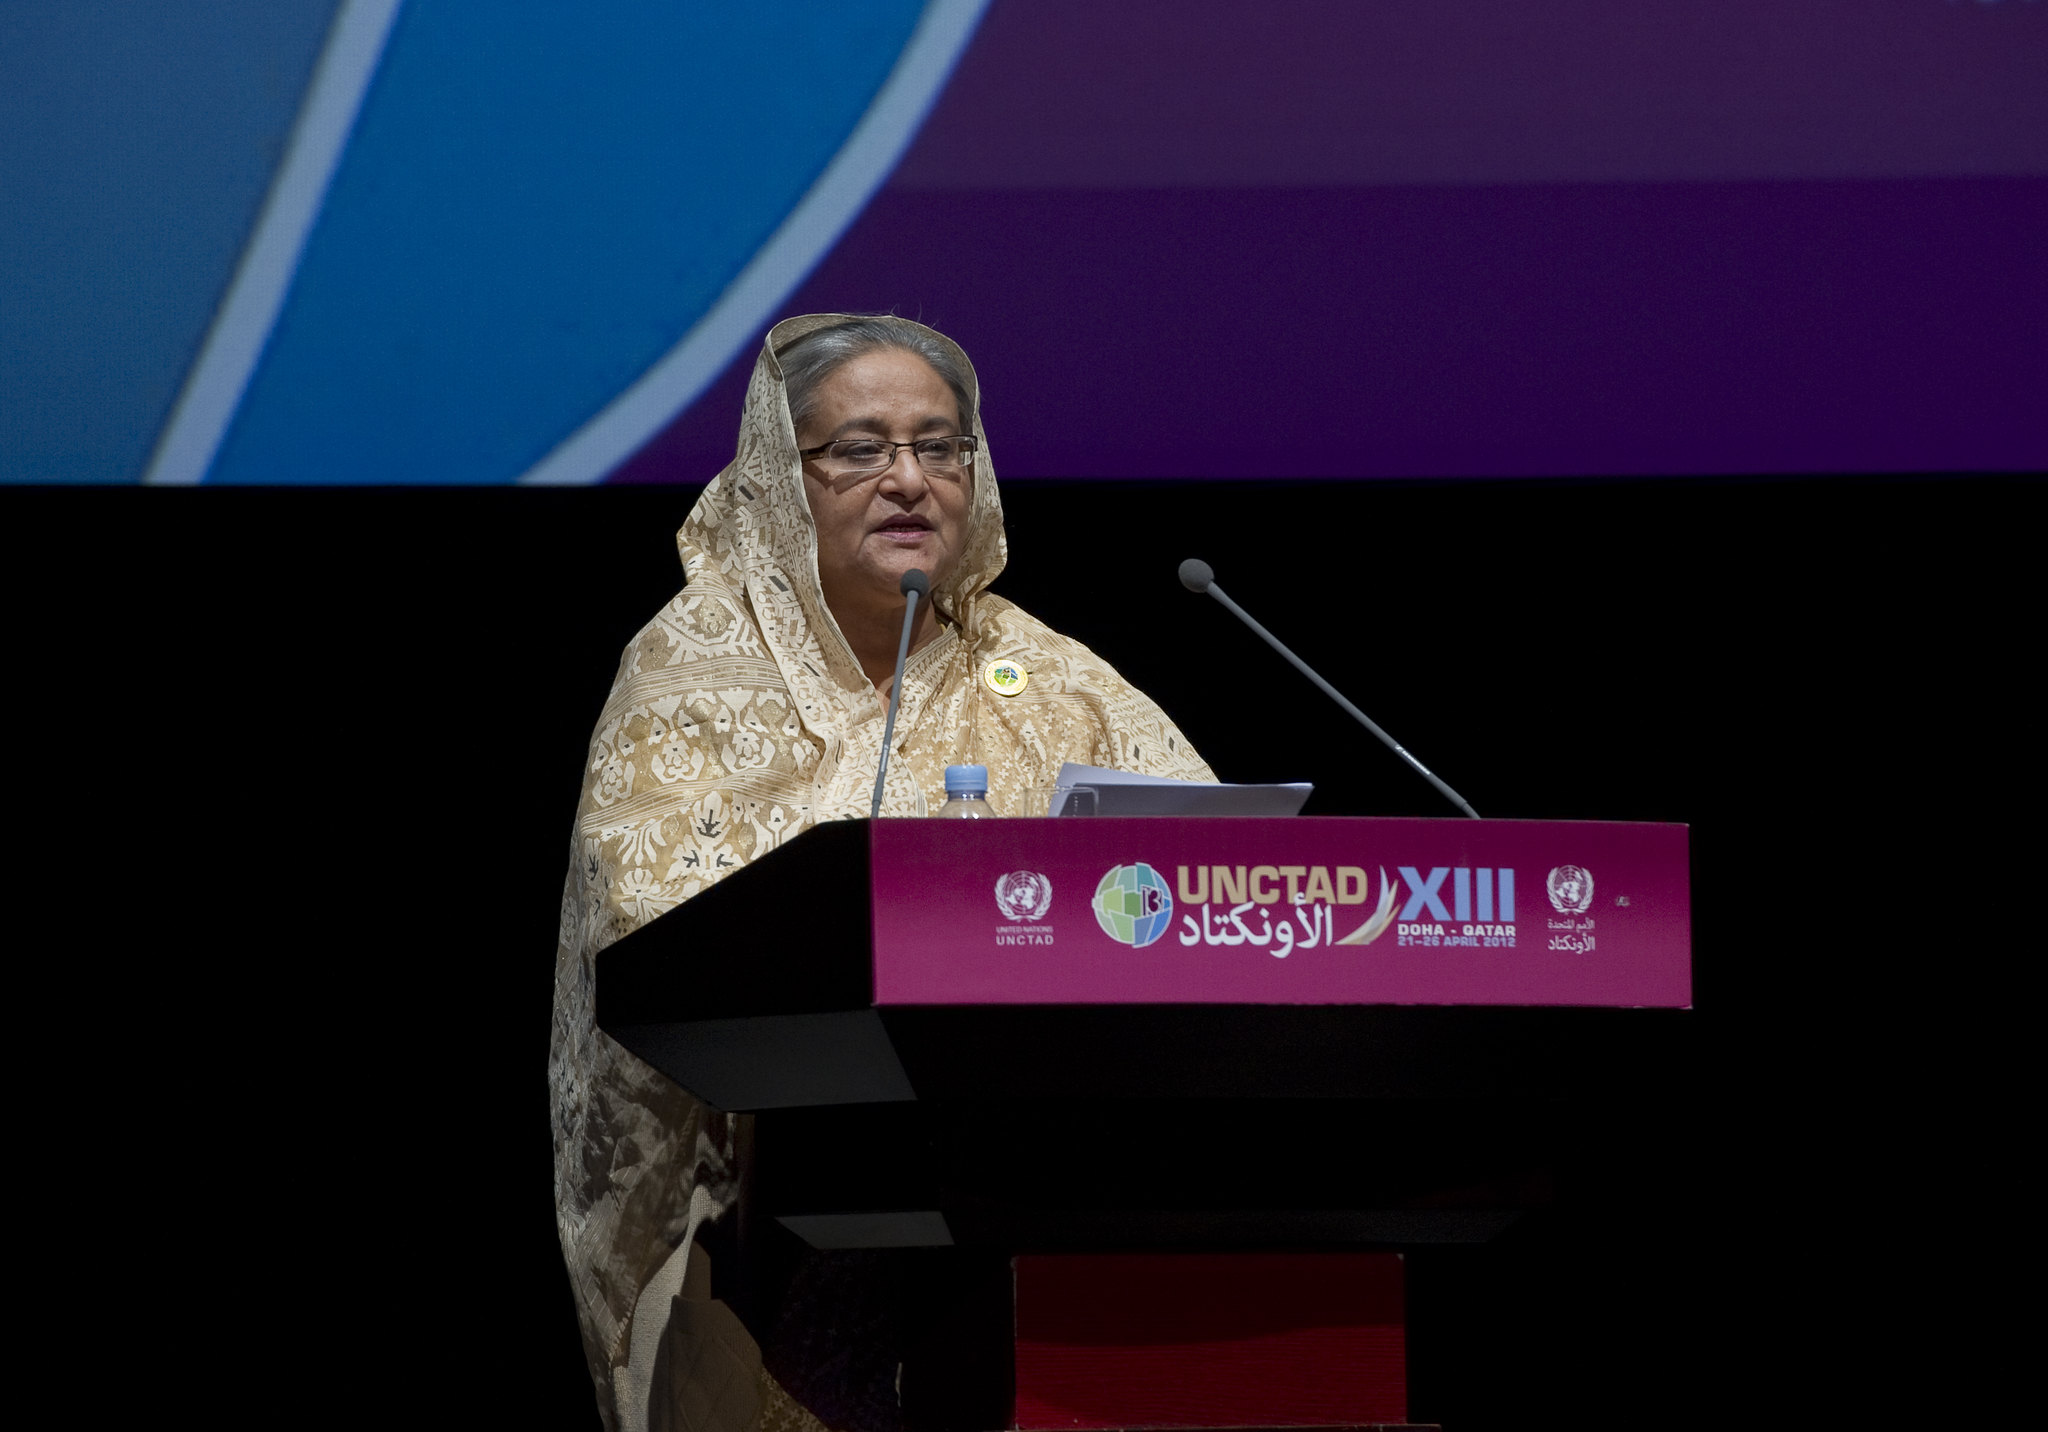 UNITED NATIONS
UNCTAD
UNCTAD XIII
الأونكتاد
DOHA - QATAR
21-26 APRIL 2012
الأمم المتحدة
الأونكتاد